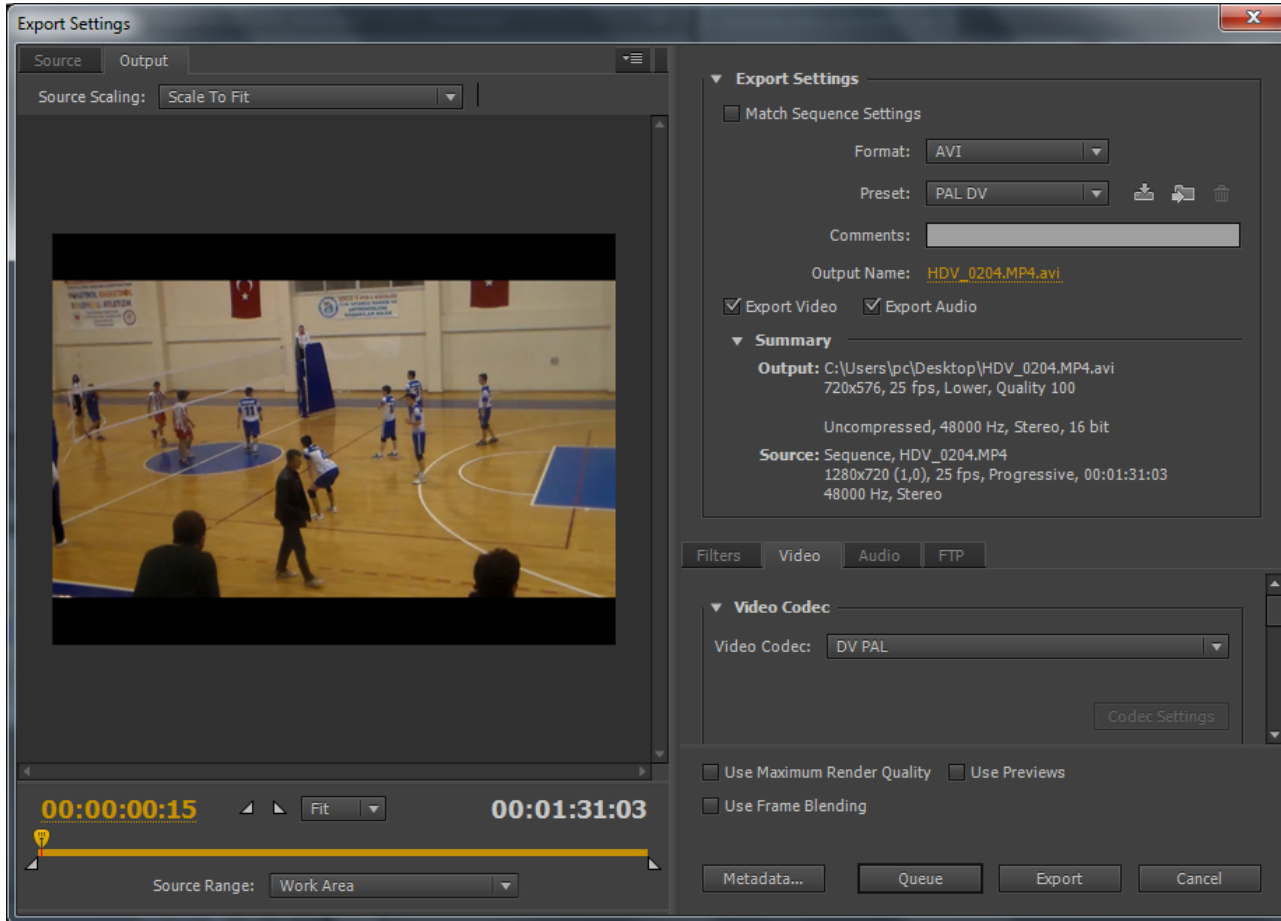 Export Settings
Source
Output
Source Scaling:
Scale To Fit
11
00:00:00:15
Fit
00:01:31:03
Source Range:
Work Area
Export Settings
Match Sequence Settings
Format:
AVI
Preset:
PAL DV
Comments:
Output Name:
HDV_0204.MP4.avi
Export Video
Export Audio
Summary
Output: C:\Users\pc\Desktop\HDV_0204.MP4.avi
720x576, 25 fps, Lower, Quality 100
Uncompressed, 48000 Hz, Stereo, 16 bit
Source: Sequence, HDV_0204.MP4
1280x720 (1,0), 25 fps, Progressive, 00:01:31:03
48000 Hz, Stereo
Filters
Video
Audio
FTP
Video Codec
Video Codec:
DV PAL
Codec Settings
Use Maximum Render Quality
Use Previews
Use Frame Blending
Metadata...
Queue
Export
Cancel